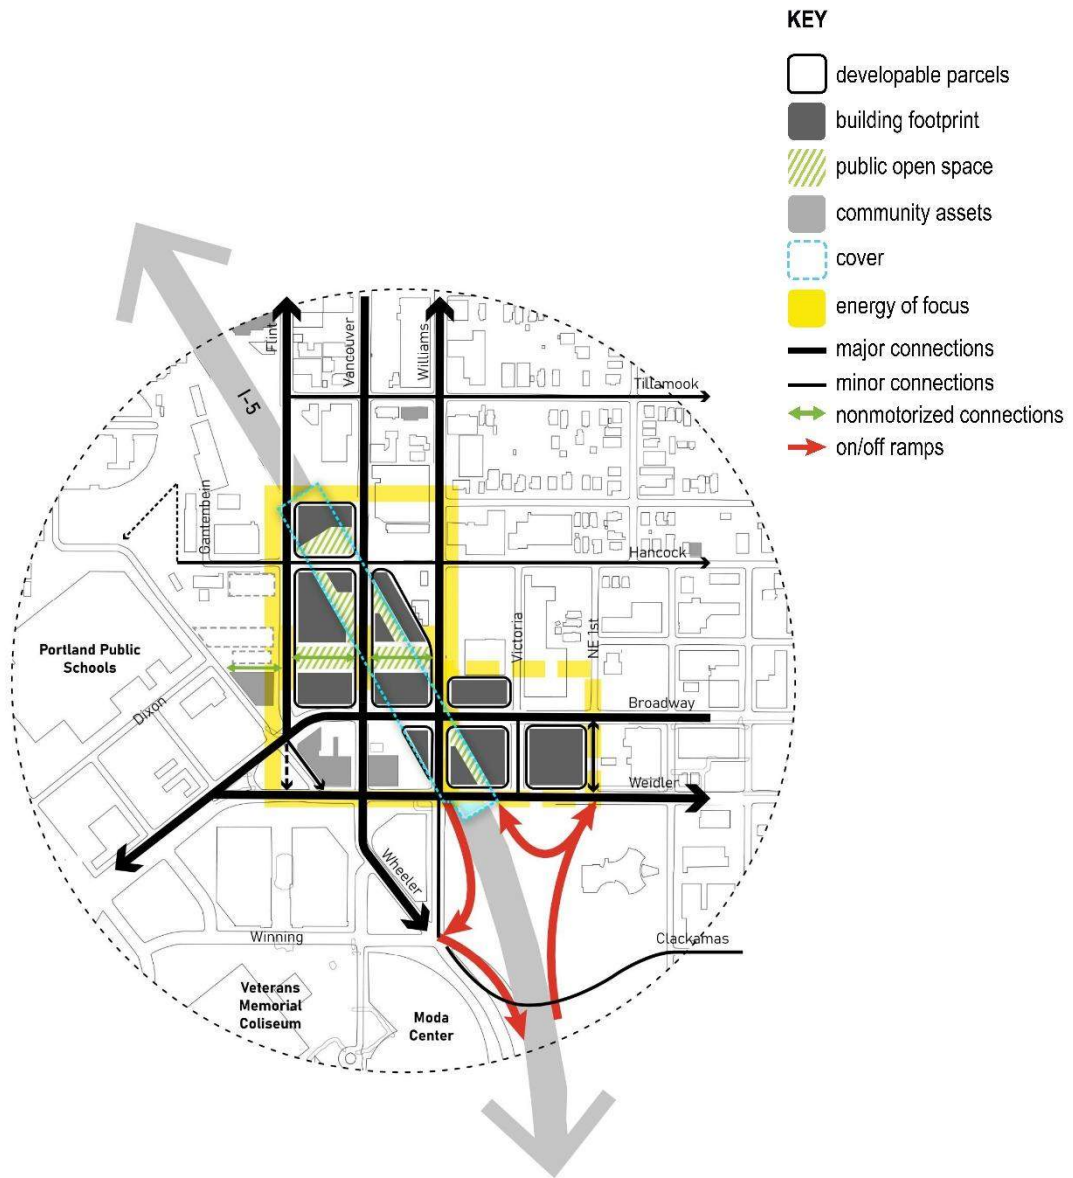 KEY
developable parcels
building footprint
public open space
community assets
cover
energy of focus
major connections
minor connections
nonmotorized connections
on/off ramps
Flint
Vancouver
Williams
I-5
Tillamook
Gantenbein
Hancock
Portland Public
Schools
Victoria
NE 1st
Dixon
Broadway
Weidler
Wheeler
Winning
Clackamas
Veterans
Memorial
Coliseum
Moda
Center